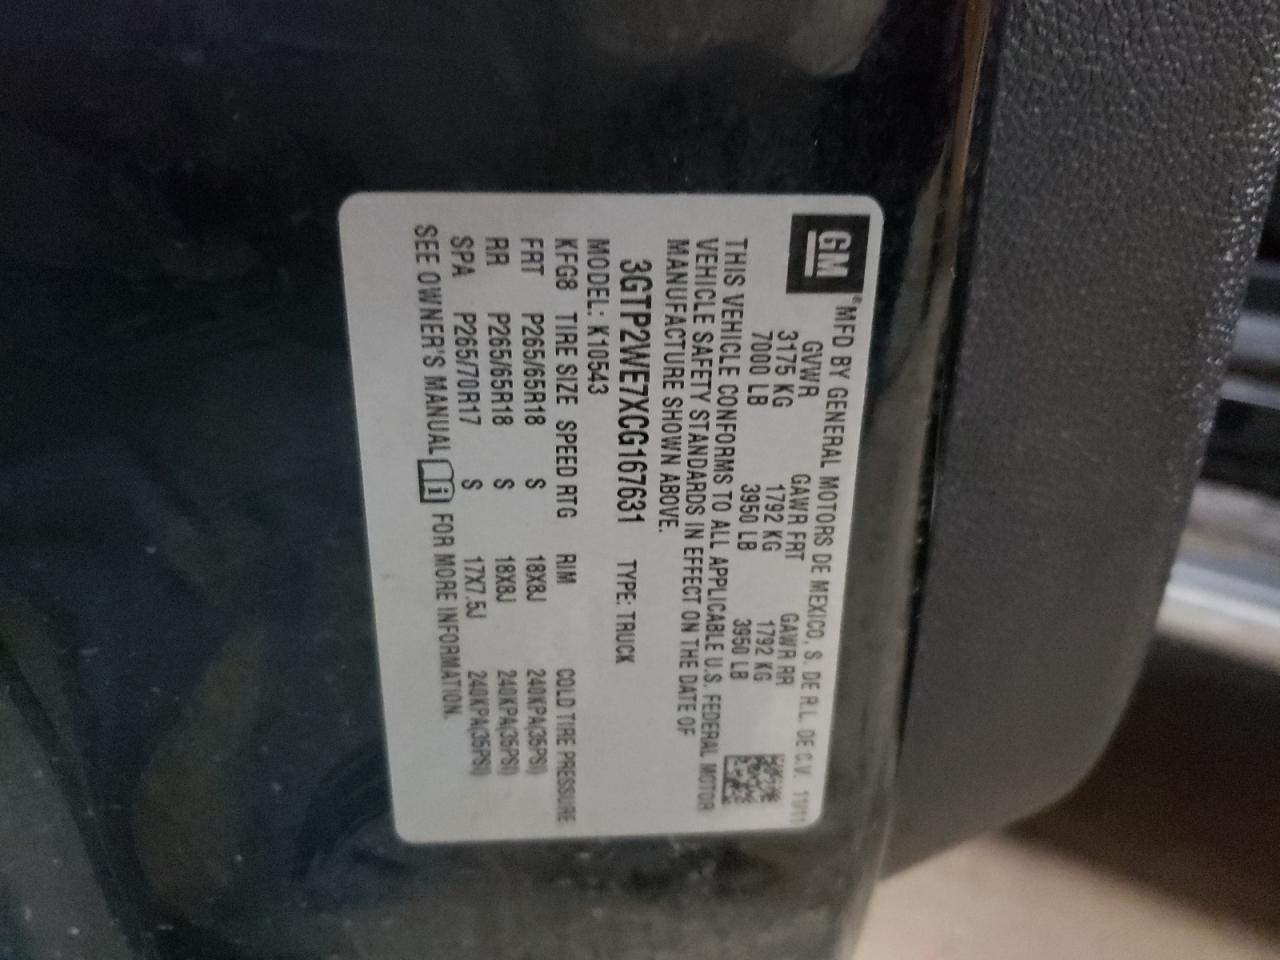 GM
®MFD BY GENERAL MOTORS DE MEXICO, S. DE R.L. DE C.V. 11/11
GVWR GAWR FRT GAWR RR
3175 KG 1792 KG 1792 KG
7000 LB 3950 LB 3950 LB
THIS VEHICLE CONFORMS TO ALL APPLICABLE U.S. FEDERAL MOTOR
VEHICLE SAFETY STANDARDS IN EFFECT ON THE DATE OF
MANUFACTURE SHOWN ABOVE.
3GTP2WE7XCG167631 TYPE: TRUCK
MODEL: K10543
KFG8 TIRE SIZE SPEED RTG RIM COLD TIRE PRESSURE
FRT P265/65R18 S 18X8J 240KPA(35PSI)
RR P265/65R18 S 18X8J 240KPA(35PSI)
SPA P265/70R17 S 17X7.5J 240KPA(35PSI)
SEE OWNER'S MANUAL i FOR MORE INFORMATION.